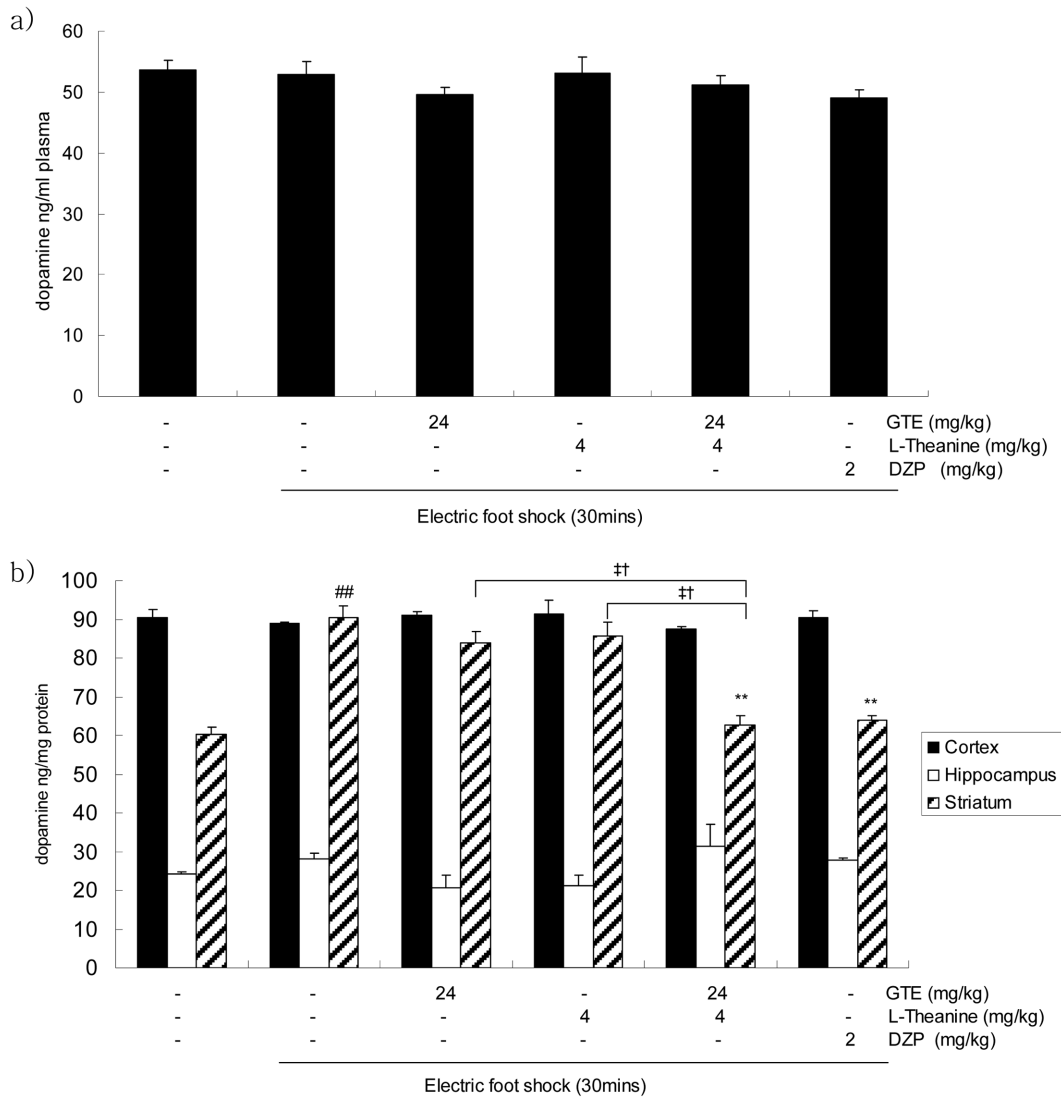 a)
60
50
40
30
20
10
0
dopamine ng/ml plasma
- - 24 - 24 - GTE (mg/kg)
- - - 4 4 - L-Theanine (mg/kg)
- - - - - 2 DZP (mg/kg)
Electric foot shock (30mins)
b)
100
90
80
70
60
50
40
30
20
10
0
dopamine ng/mg protein
‡†
##
‡†
**
**
Cortex
Hippocampus
Striatum
- - 24 - 24 - GTE (mg/kg)
- - - 4 4 - L-Theanine (mg/kg)
- - - - - 2 DZP (mg/kg)
Electric foot shock (30mins)